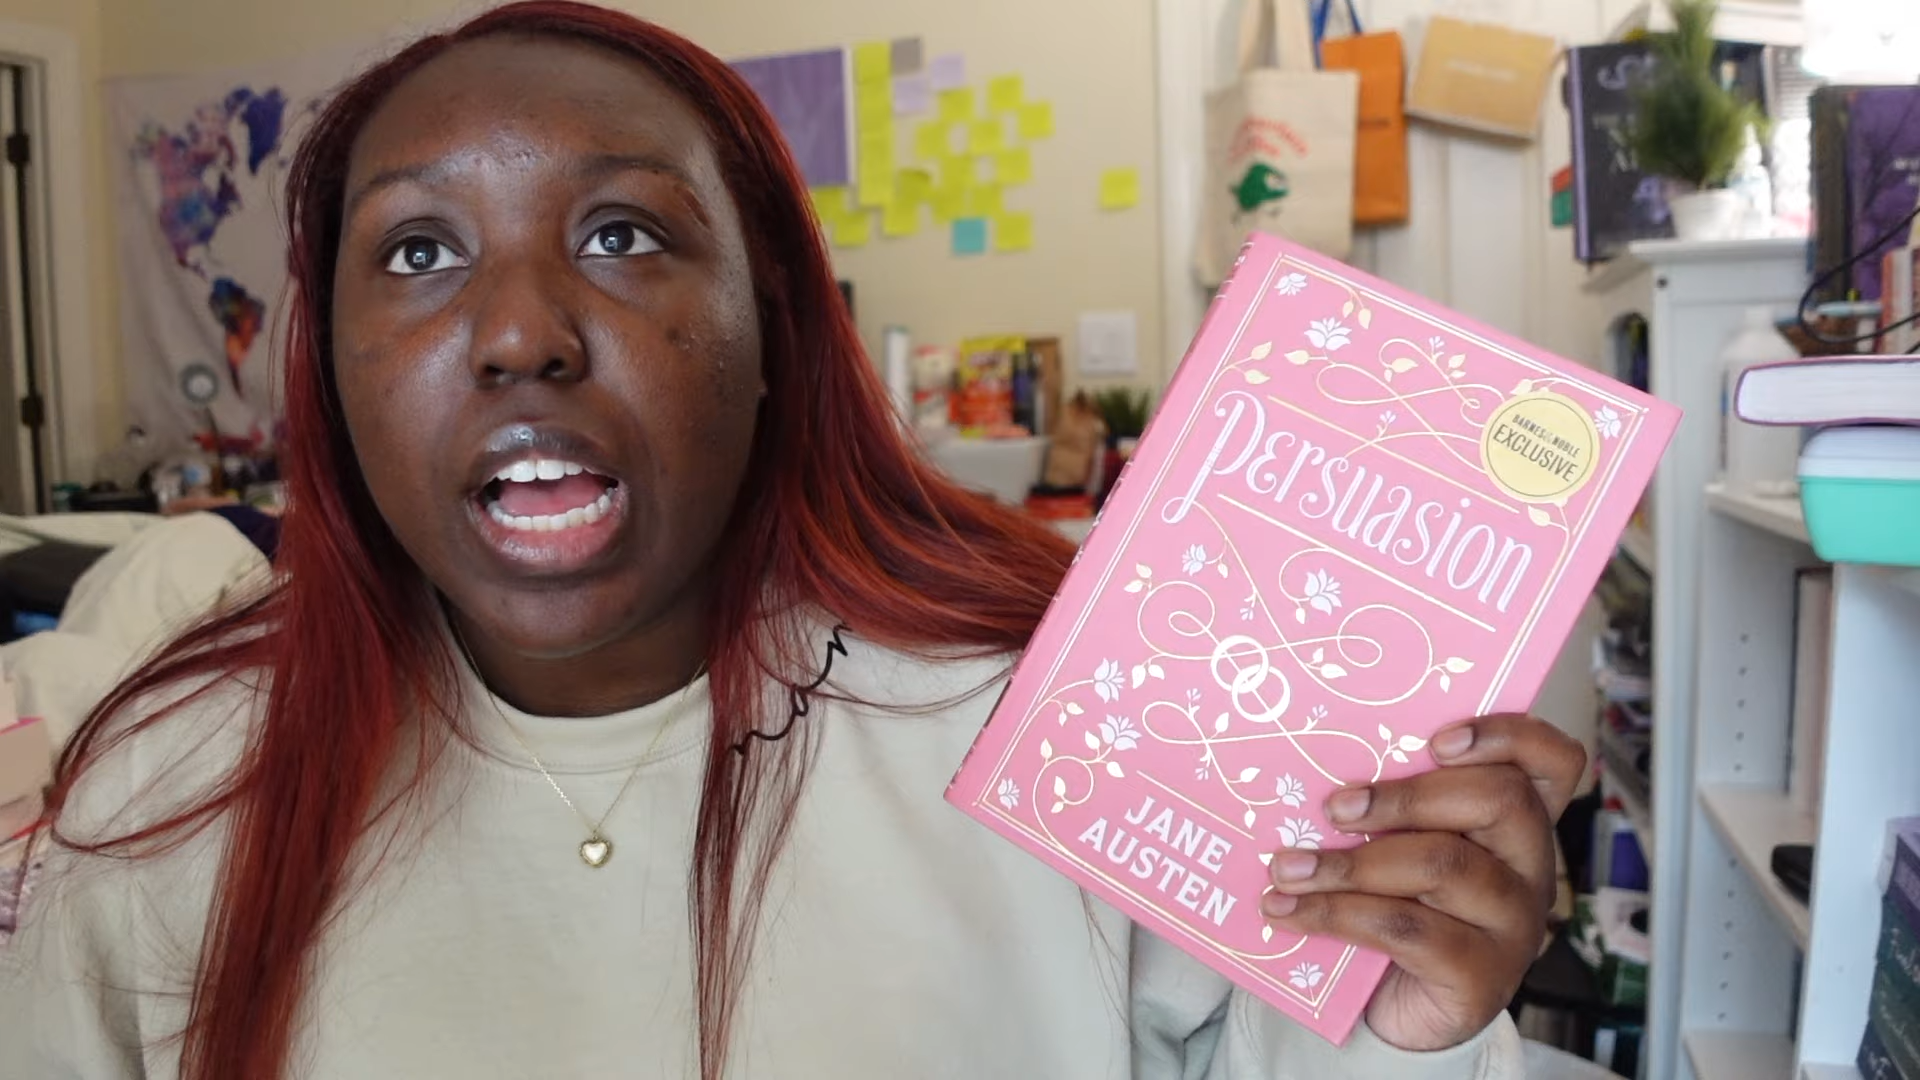 Persuasion
BARNES & NOBLE
EXCLUSIVE
JANE
AUSTEN